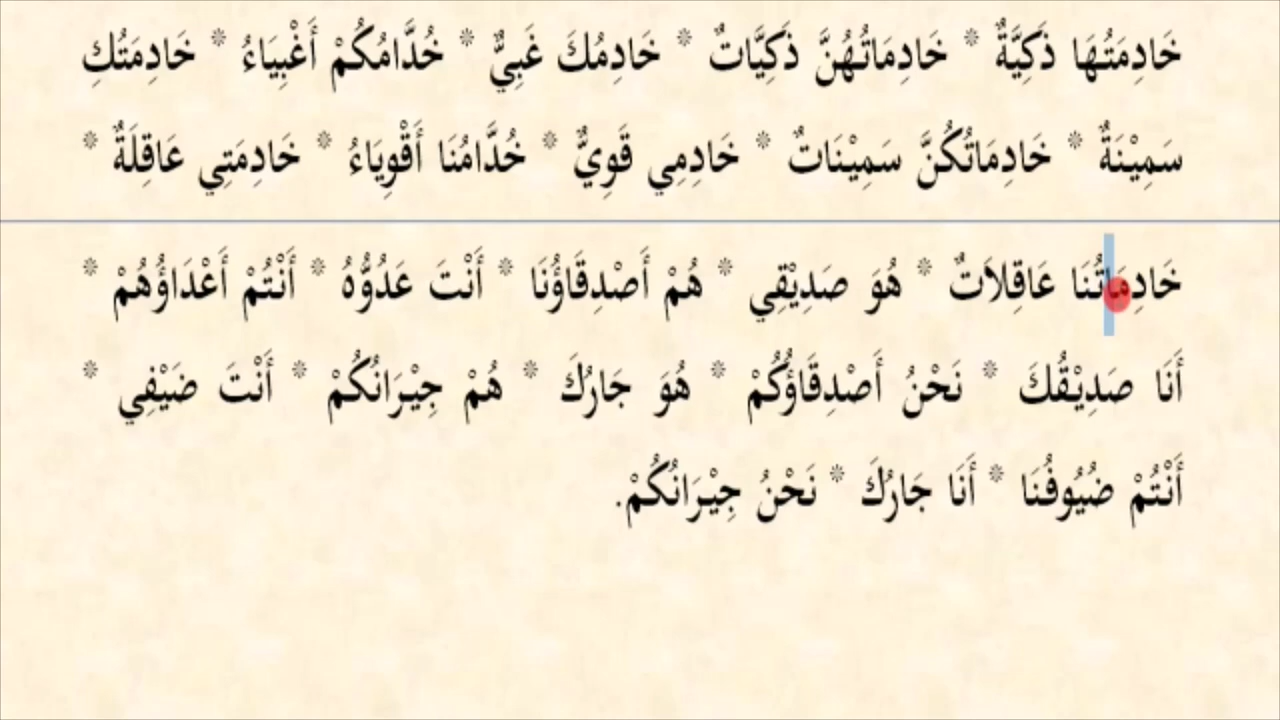 خَادِمَتُهَا ذَكِيَّةٌ * خَادِمَاتُهُنَّ ذَكِيَّاتٌ * خَادِمُكَ غَبِيٌّ * خُدَّامُكُمْ أَغْبِيَاءُ * خَادِمَتُكِ
سَمِيْنَةٌ * خَادِمَاتُكُنَّ سَمِيْنَاتٌ * خَادِمِي قَوِيٌّ * خُدَّامُنَا أَقْوِيَاءُ * خَادِمَتِي عَاقِلَةٌ *
خَادِمَاتُنَا عَاقِلاَتٌ * هُوَ صَدِيْقِي * هُمْ أَصْدِقَاؤُنَا * أَنْتَ عَدُوُّهُ * أَنْتُمْ أَعْدَاؤُهُمْ *
أَنَا صَدِيْقُكَ * نَحْنُ أَصْدِقَاؤُكُمْ * هُوَ جَارُكَ * هُمْ جِيْرَانُكُمْ * أَنْتَ ضَيْفِي *
أَنْتُمْ ضُيُوفُنَا * أَنَا جَارُكَ * نَحْنُ جِيْرَانُكُمْ.